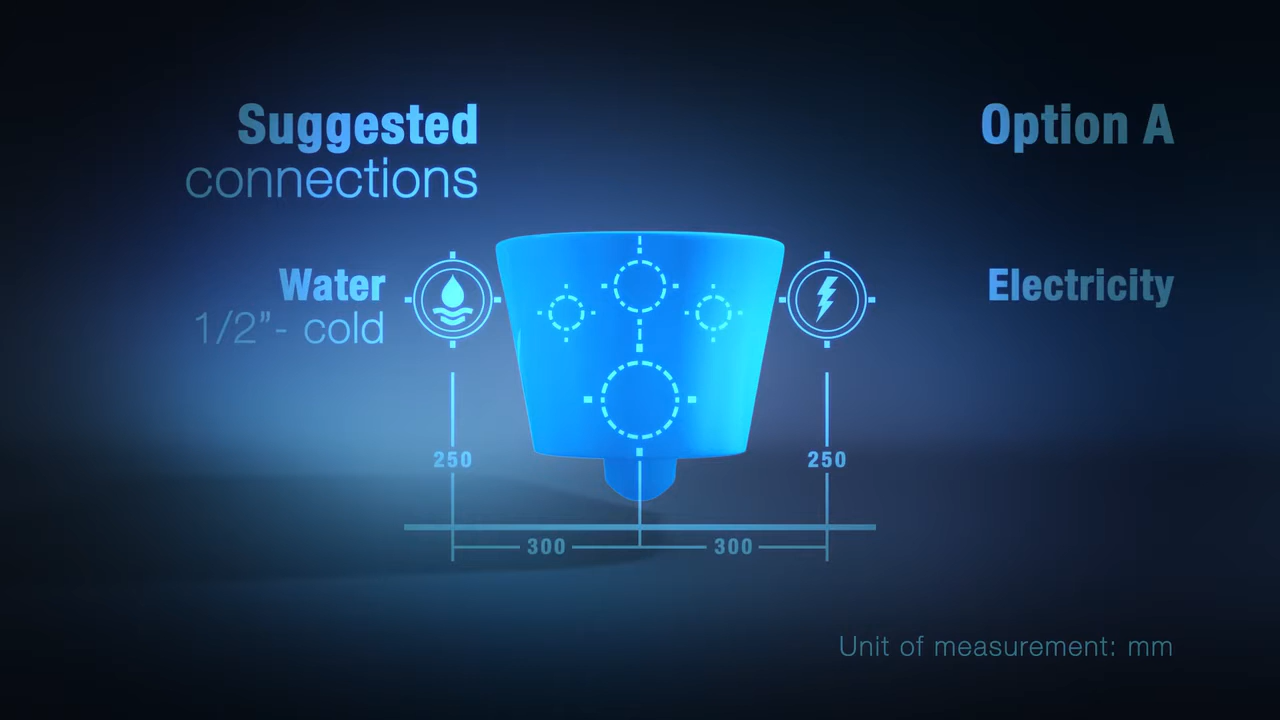 Suggested
connections
Option A
Water
1/2”- cold
Electricity
250
250
300
300
Unit of measurement: mm